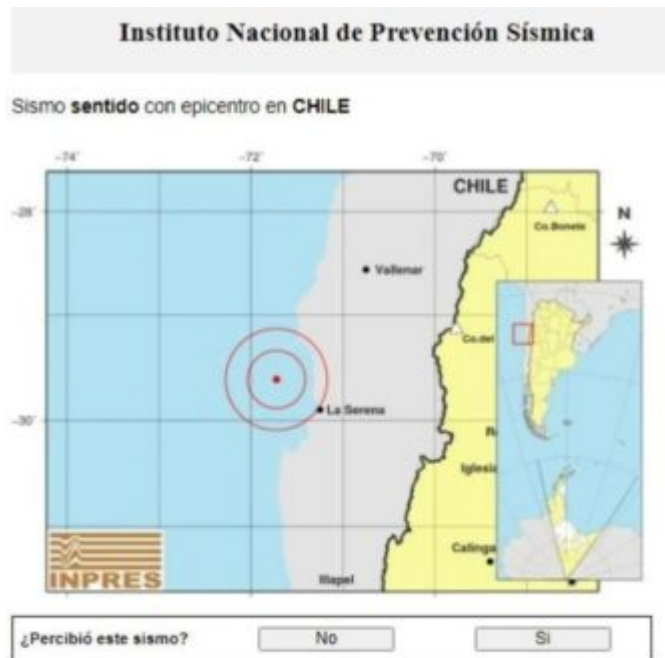 Instituto Nacional de Prevención Sísmica
Sismo sentido con epicentro en CHILE
-74° -72° -70°
CHILE
-28°
N
Co.Bonete
Vallenar
Co.del
La Serena
-30°
Iglesia
Calinga
INPRES
Illapel
¿Percibió este sismo? No Si